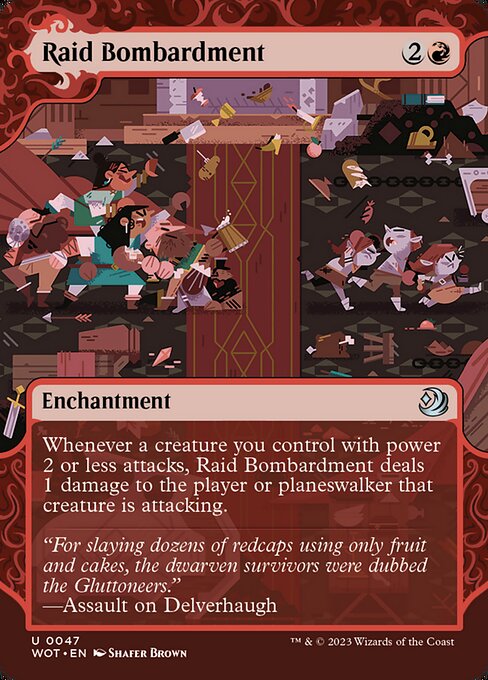 Raid Bombardment 2
Enchantment
Whenever a creature you control with power
2 or less attacks, Raid Bombardment deals
1 damage to the player or planeswalker that
creature is attacking.
“For slaying dozens of redcaps using only fruit
and cakes, the dwarven survivors were dubbed
the Gluttoneers.”
—Assault on Delverhaugh
U 0047 ™ & © 2023 Wizards of the Coast
WOT • EN Shafer Brown